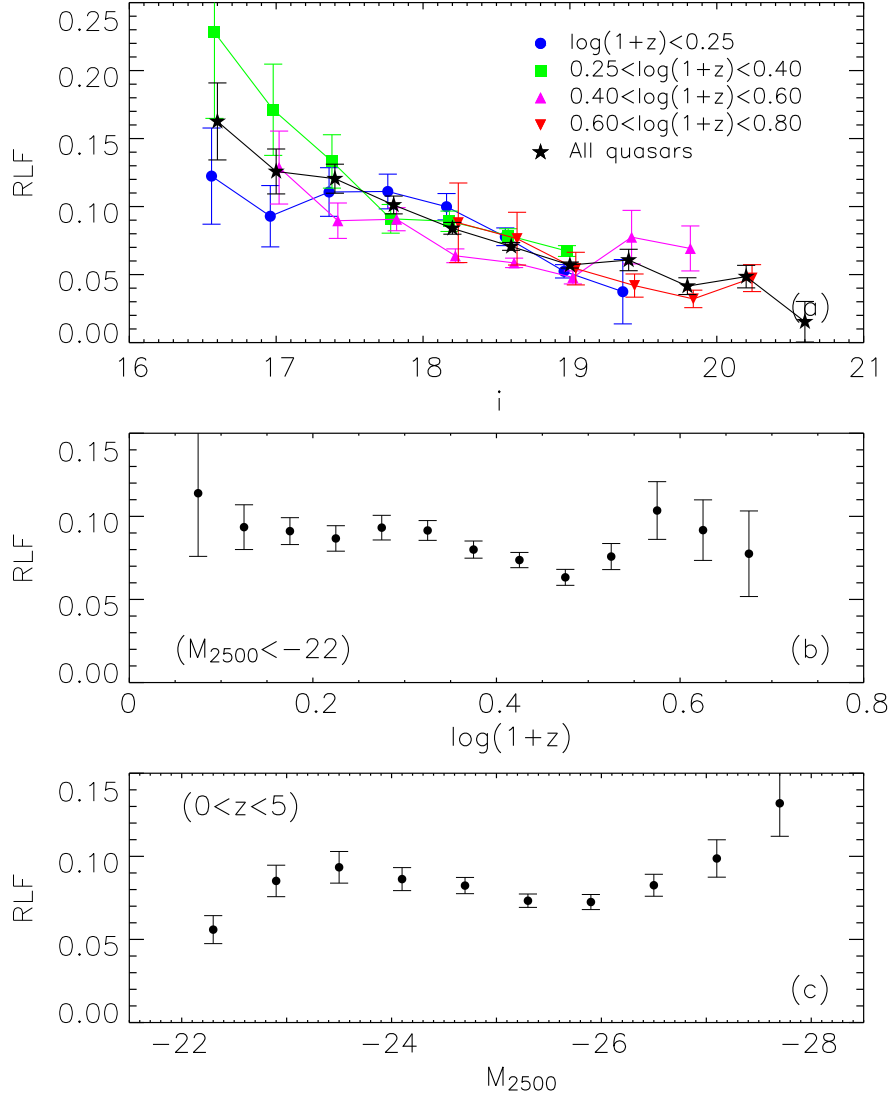 0.25
0.20
0.15
0.10
0.05
0.00
RLF
log(1+z)<0.25
0.25<log(1+z)<0.40
0.40<log(1+z)<0.60
0.60<log(1+z)<0.80
All quasars
(a)
16 17 18 19 20 21
i
0.15
0.10
0.05
0.00
RLF
(M2500<−22)
(b)
0 0.2 0.4 0.6 0.8
log(1+z)
0.15
0.10
0.05
0.00
RLF
(0<z<5)
(c)
−22 −24 −26 −28
M2500